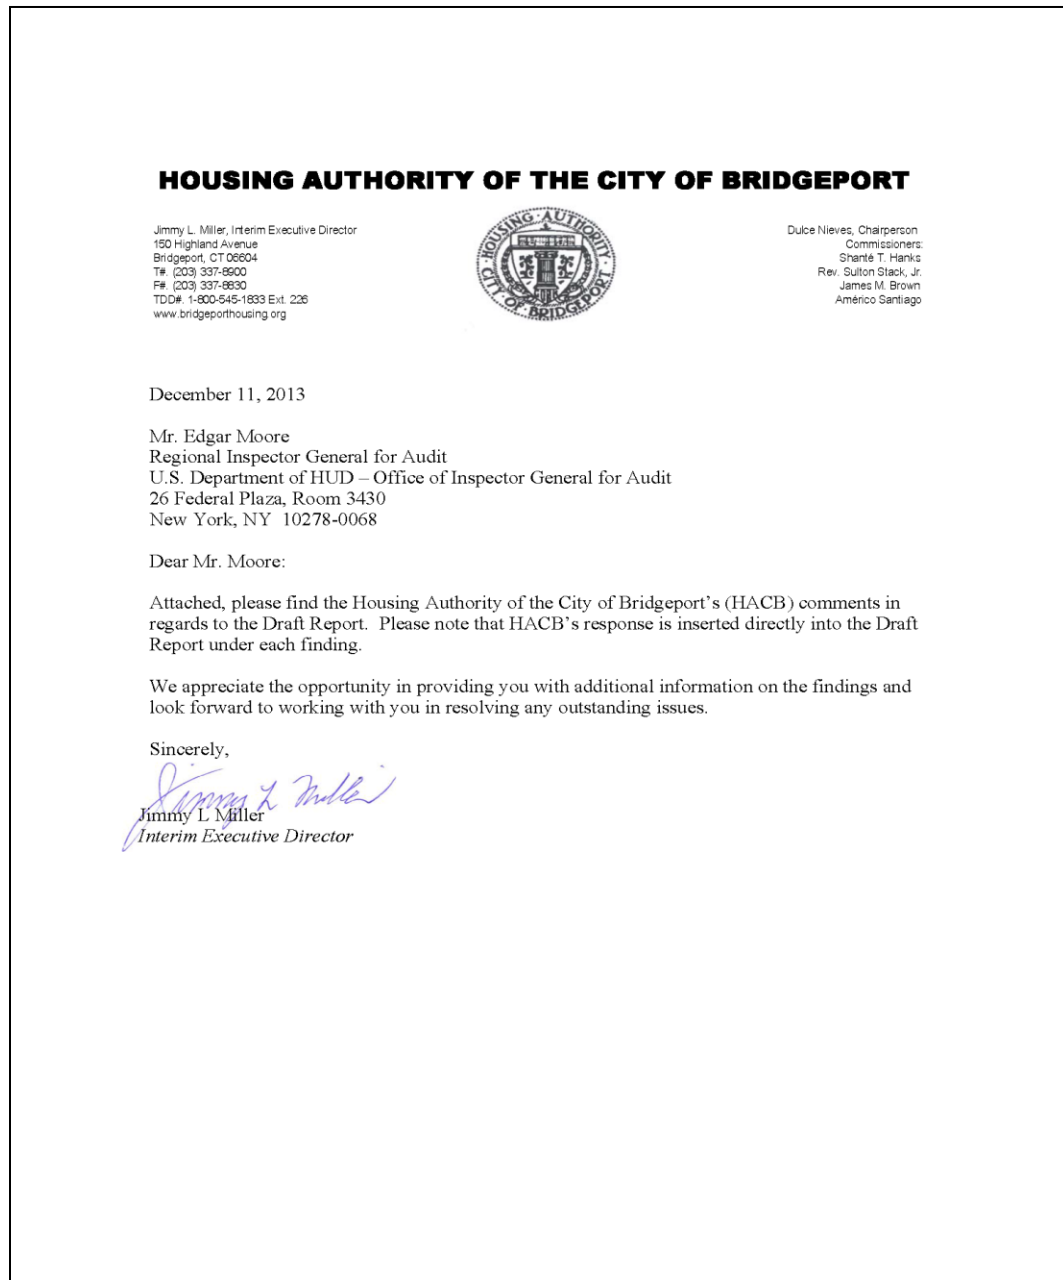 HOUSING AUTHORITY OF THE CITY OF BRIDGEPORT
Jimmy L. Miller, Interim Executive Director
150 Highland Avenue
Bridgeport, CT 06604
T#. (203) 337-8900
F#. (203) 337-8830
TDD#. 1-800-545-1833 Ext. 226
www.bridgeporthousing.org
HOUSING · AUTHORITY
· CITY · OF · BRIDGEPORT ·
Dulce Nieves, Chairperson
Commissioners:
Shanté T. Hanks
Rev. Sulton Stack, Jr.
James M. Brown
Américo Santiago
December 11, 2013
Mr. Edgar Moore
Regional Inspector General for Audit
U.S. Department of HUD – Office of Inspector General for Audit
26 Federal Plaza, Room 3430
New York, NY 10278-0068
Dear Mr. Moore:
Attached, please find the Housing Authority of the City of Bridgeport's (HACB) comments in
regards to the Draft Report. Please note that HACB's response is inserted directly into the Draft
Report under each finding.
We appreciate the opportunity in providing you with additional information on the findings and
look forward to working with you in resolving any outstanding issues.
Sincerely,
Jimmy L Miller
Jimmy L Miller
Interim Executive Director